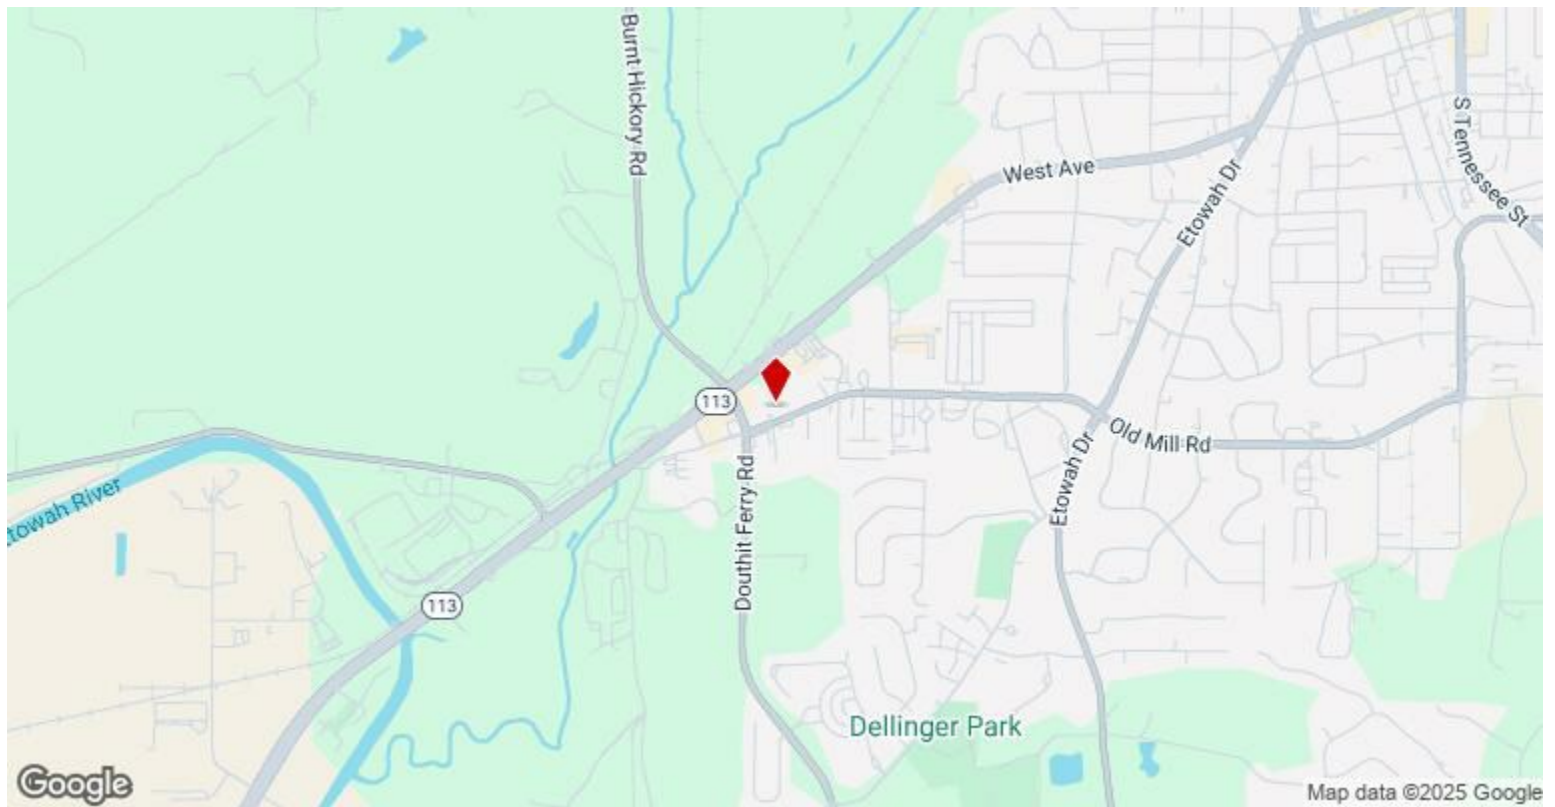 Burnt Hickory Rd
S Tennessee St
West Ave
Etowah Dr
113
Old Mill Rd
Etowah Dr
Douthit Ferry Rd
towah River
113
Dellinger Park
Google
Map data ©2025 Google